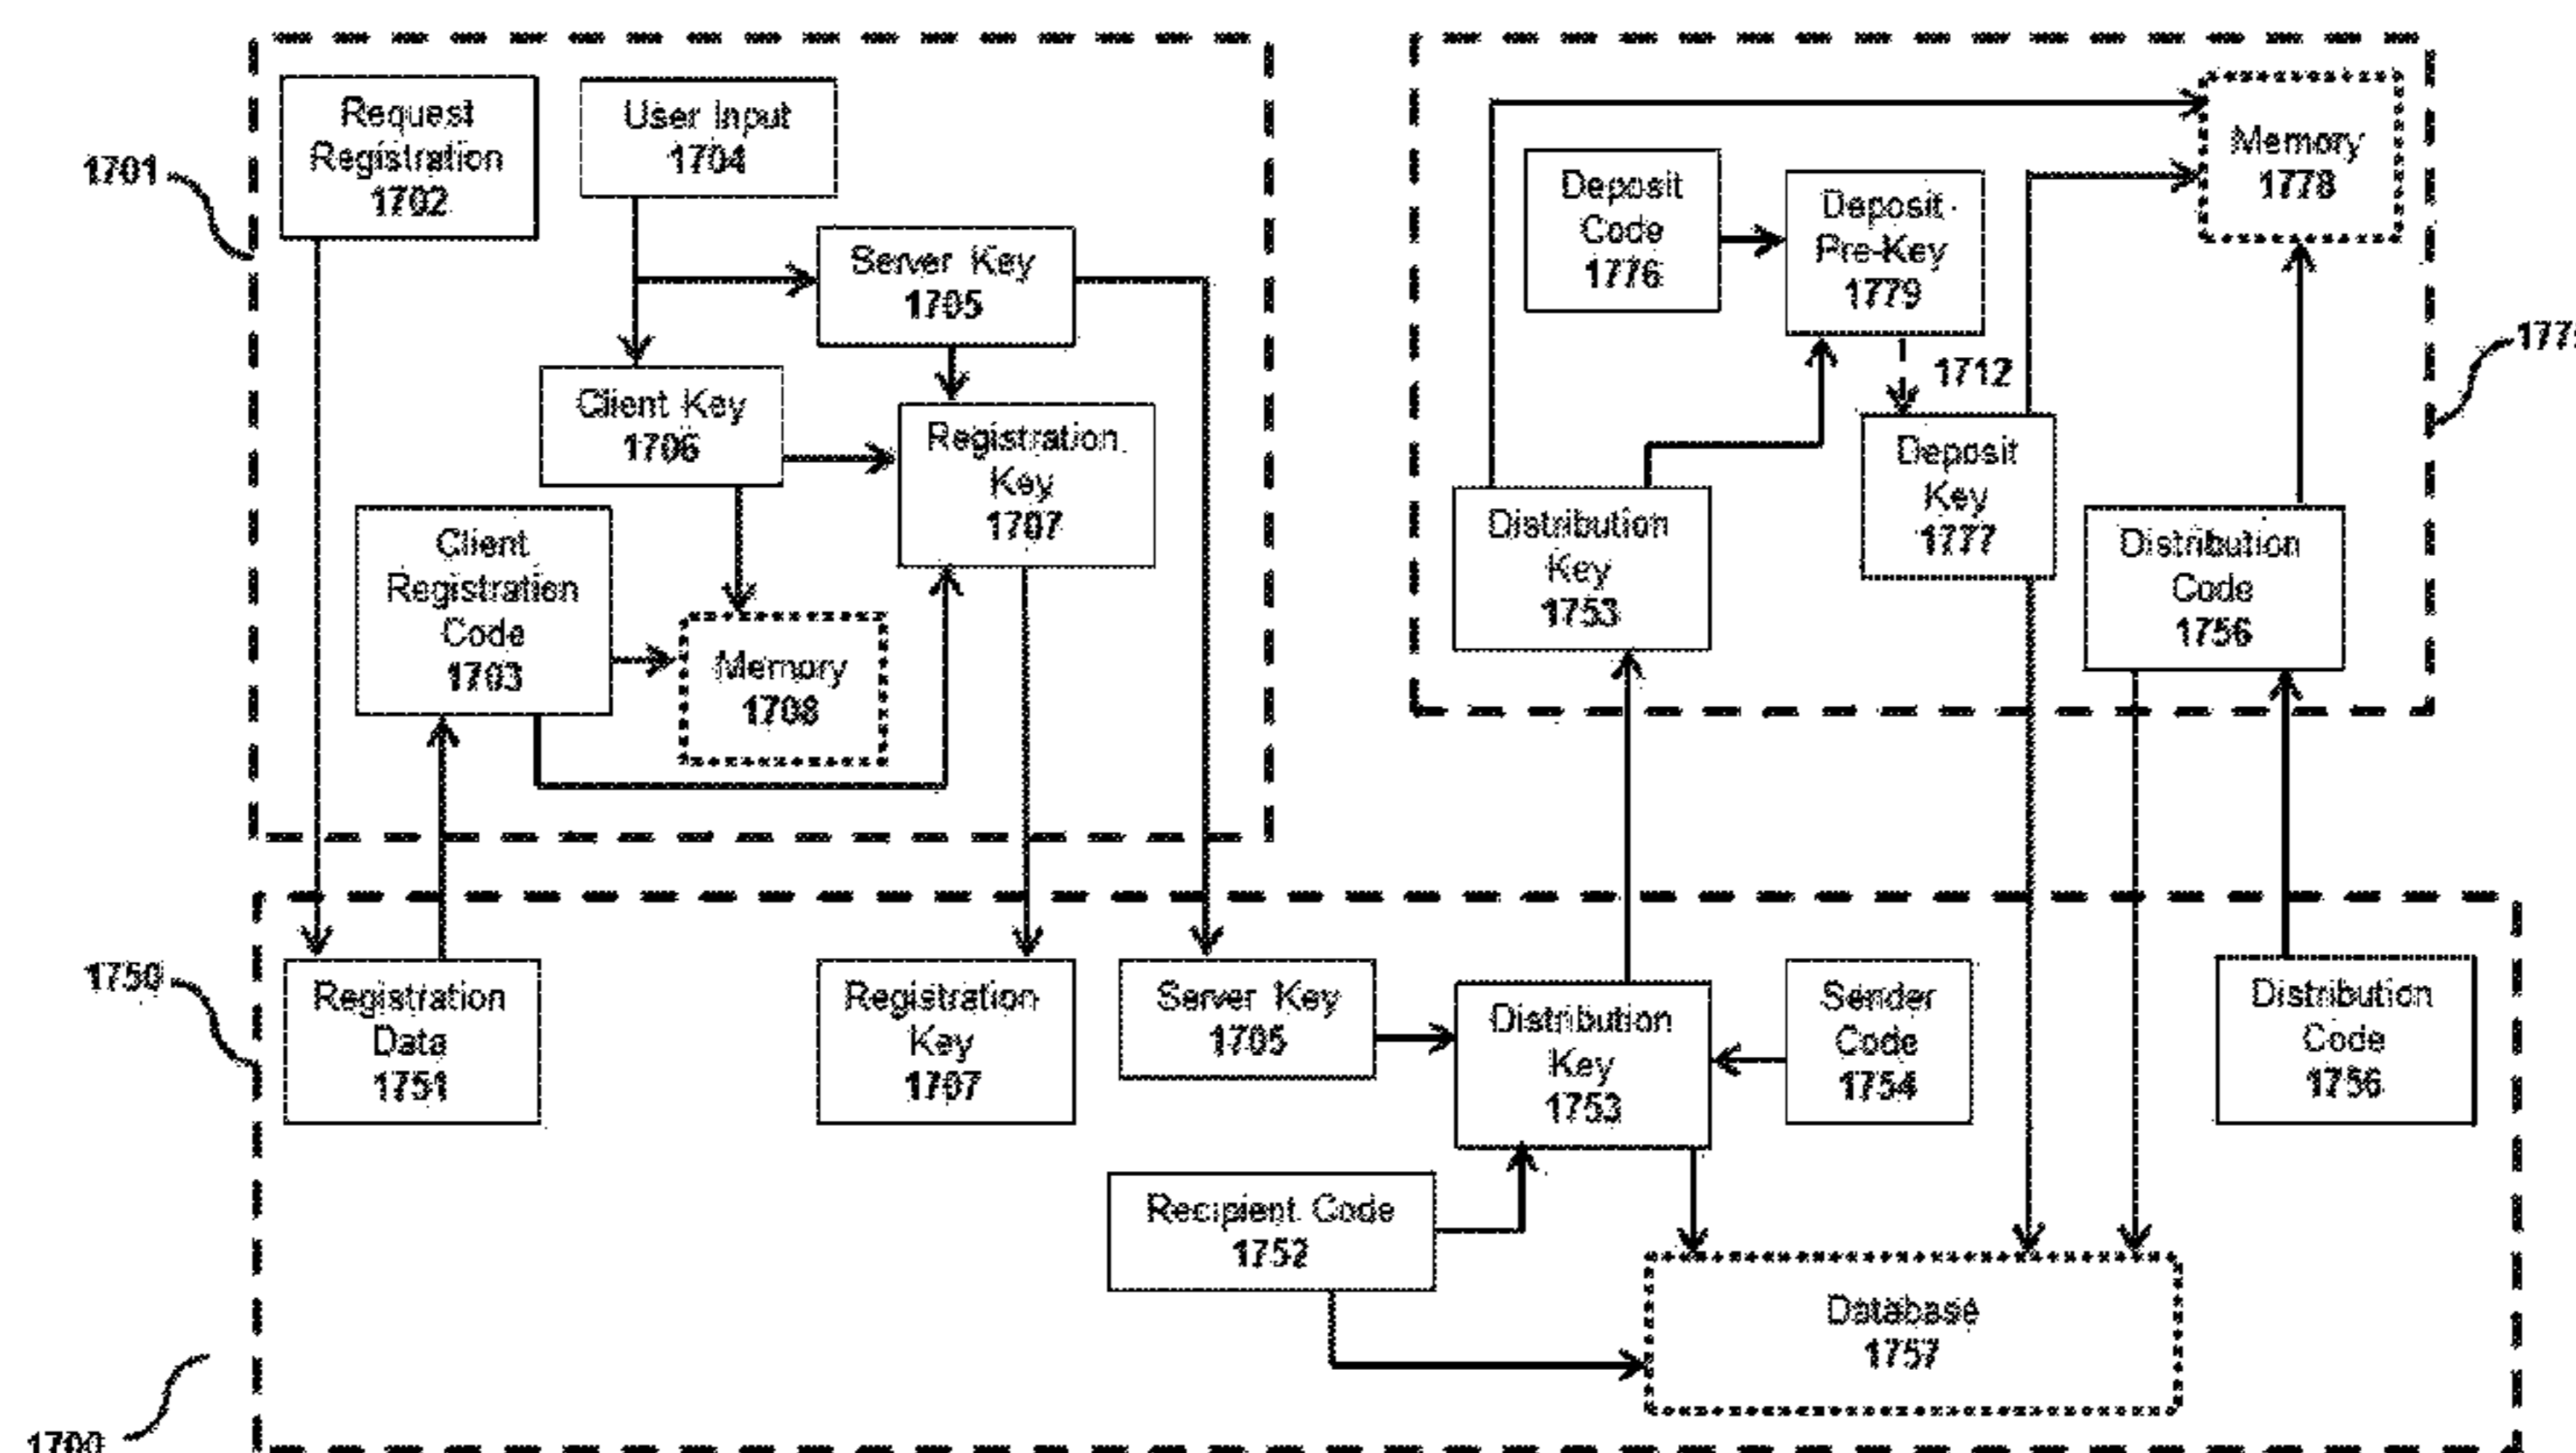 1701
Request
Registration
1702
User Input
1704
Server Key
1705
Client Key
1706
Registration
Key
1707
Client
Registration
Code
1703
Memory
1708
Memory
1778
Deposit
Code
1776
Deposit
Pre-Key
1779
1712
Deposit
Key
1777
Distribution
Key
1753
Distribution
Code
1756
1750
Registration
Data
1751
Registration
Key
1707
Server Key
1705
Distribution
Key
1753
Sender
Code
1754
Distribution
Code
1756
Recipient Code
1752
Database
1757
1700